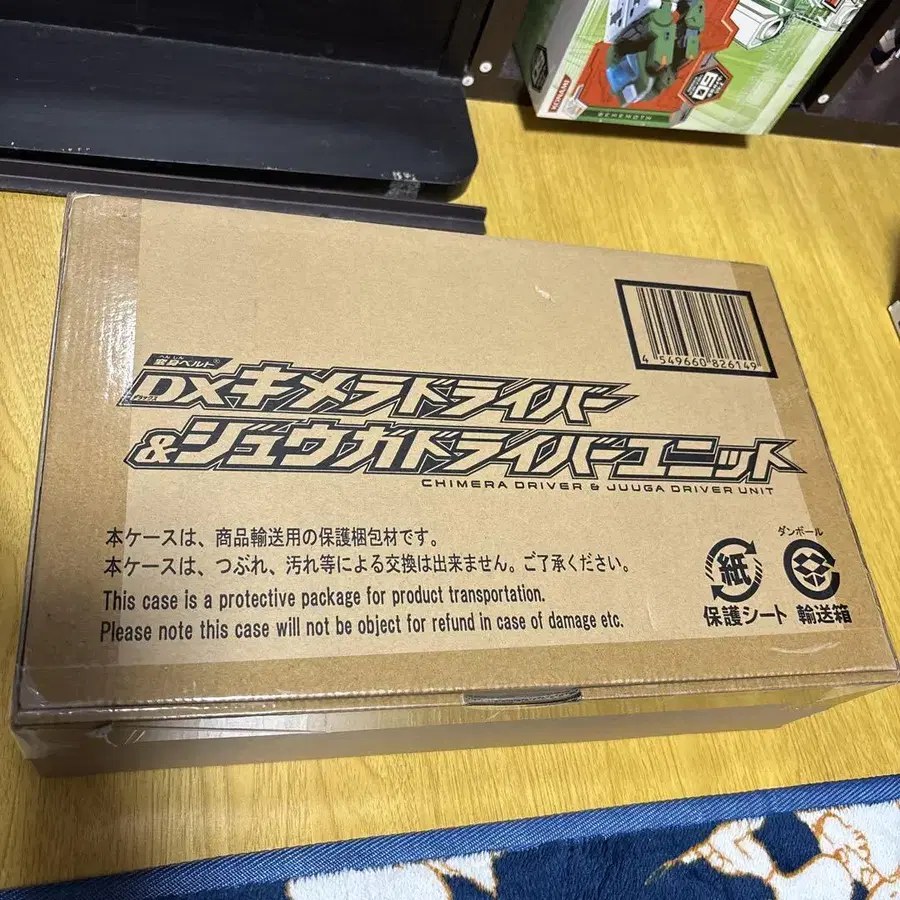 KONAMI
4 549660 826149
へんしん
変身ベルト®
DXキメラドライバー
&ジュウガドライバーユニット
CHIMERA DRIVER & JUUGA DRIVER UNIT
本ケースは、商品輸送用の保護梱包材です。
本ケースは、つぶれ、汚れ等による交換は出来ません。ご了承ください。
This case is a protective package for product transportation.
Please note this case will not be object for refund in case of damage etc.
紙
保護シート
ダンボール
輸送箱